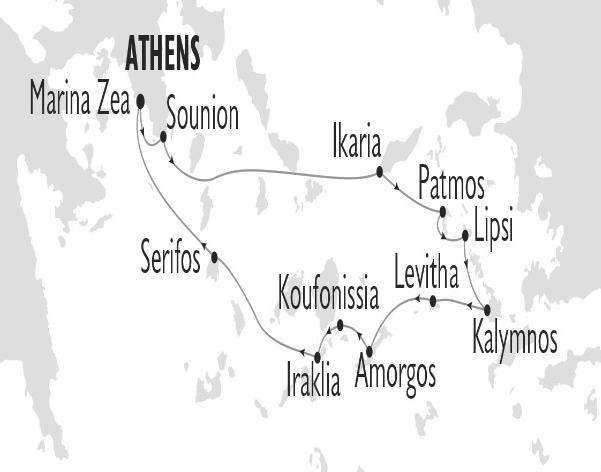 ATHENS
Marina Zea
Sounion
Ikaria
Patmos
Lipsi
Serifos
Levitha
Koufonissia
Kalymnos
Iraklia
Amorgos